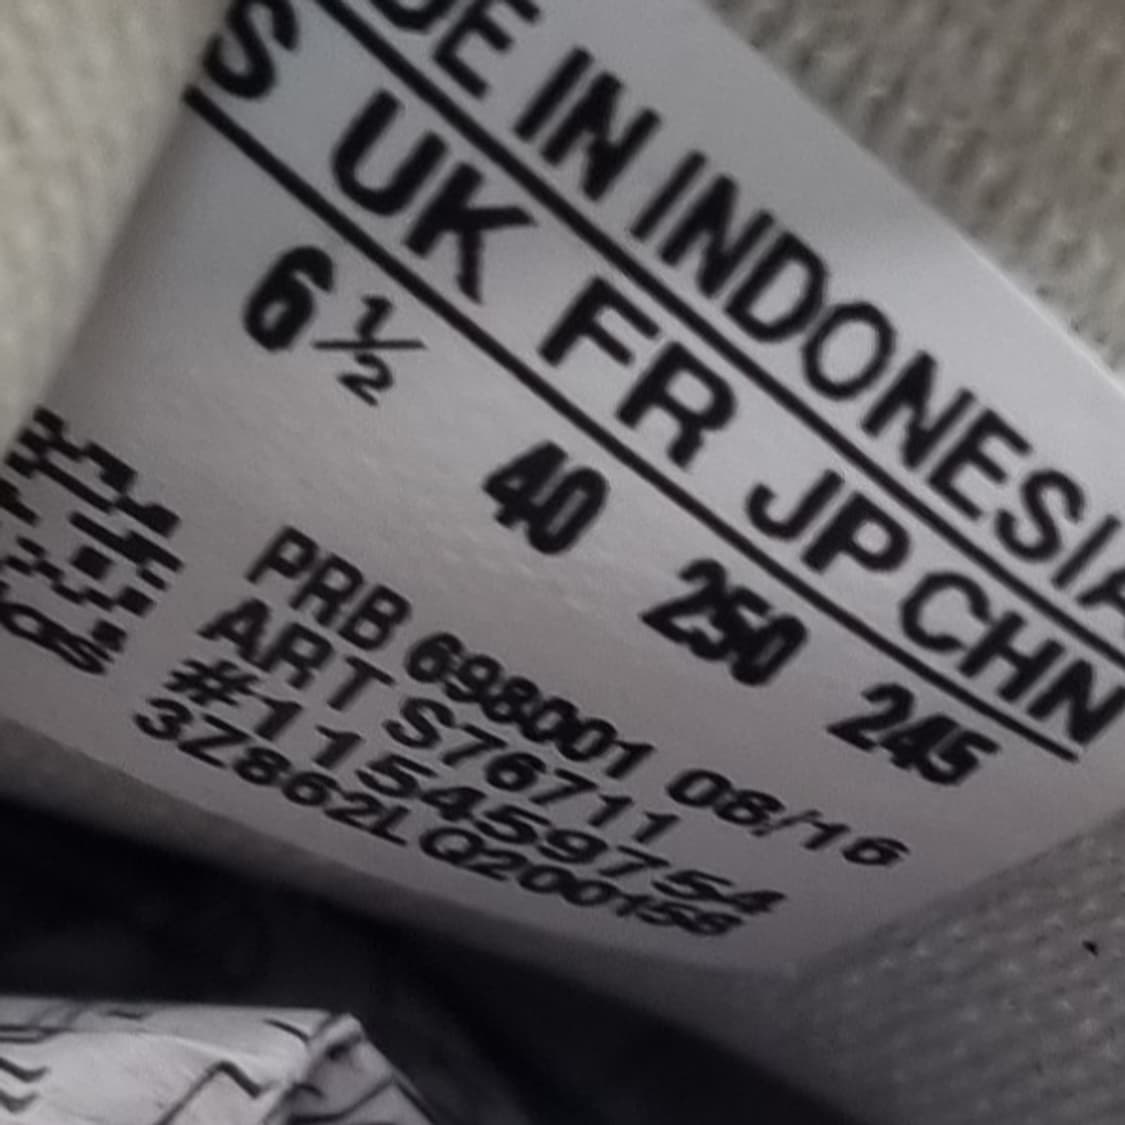 DE IN INDONESIA
S UK FR JP CHN
6½ 40 250 245
PRB 698001 08/16
ART S76711
#115459754
3Z862LQ200158